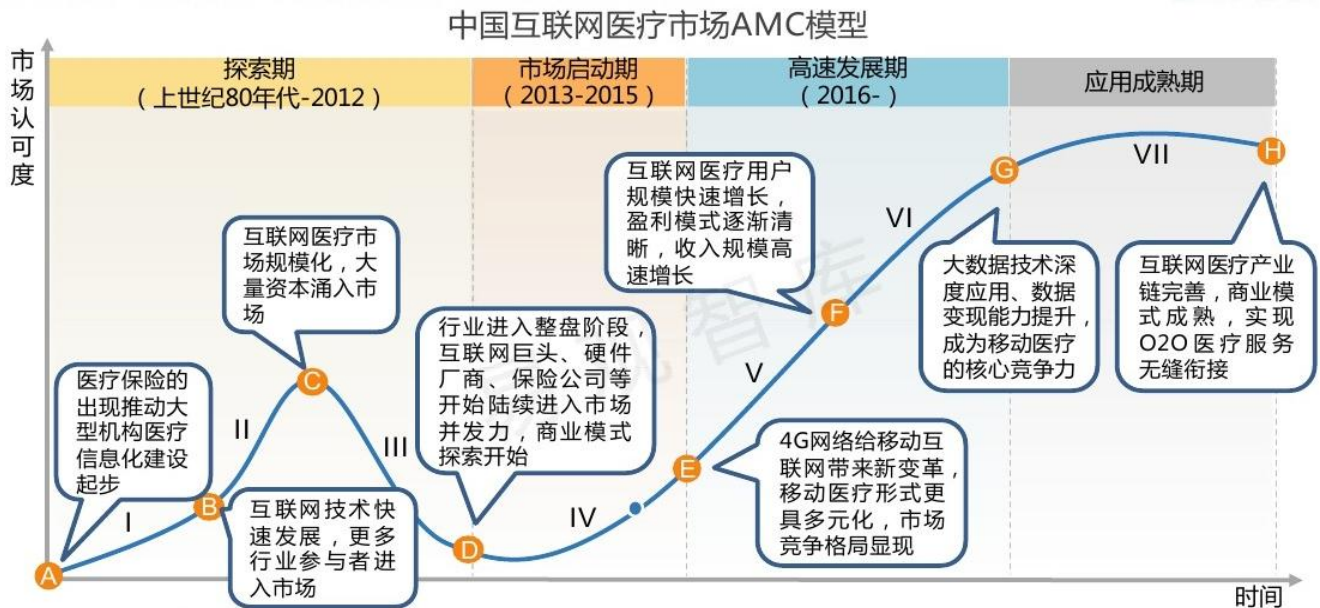 中国互联网医疗市场AMC模型
市场认可度
探索期
（上世纪80年代-2012）
市场启动期
（2013-2015）
高速发展期
（2016-）
应用成熟期
医疗保险的
出现推动大
型机构医疗
信息化建设
起步
互联网技术快
速发展，更多
行业参与者进
入市场
互联网医疗市
场规模化，大
量资本涌入市
场
行业进入整盘阶段，
互联网巨头、硬件
厂商、保险公司等
开始陆续进入市场
并发力，商业模式
探索开始
4G网络给移动互
联网带来新变革，
移动医疗形式更
具多元化，市场
竞争格局显现
互联网医疗用户
规模快速增长，
盈利模式逐渐清
晰，收入规模高
速增长
大数据技术深
度应用、数据
变现能力提升，
成为移动医疗
的核心竞争力
互联网医疗产业
链完善，商业模
式成熟，实现
O2O医疗服务
无缝衔接
A
I
B
II
C
III
D
IV
E
V
F
VI
G
VII
H
时间